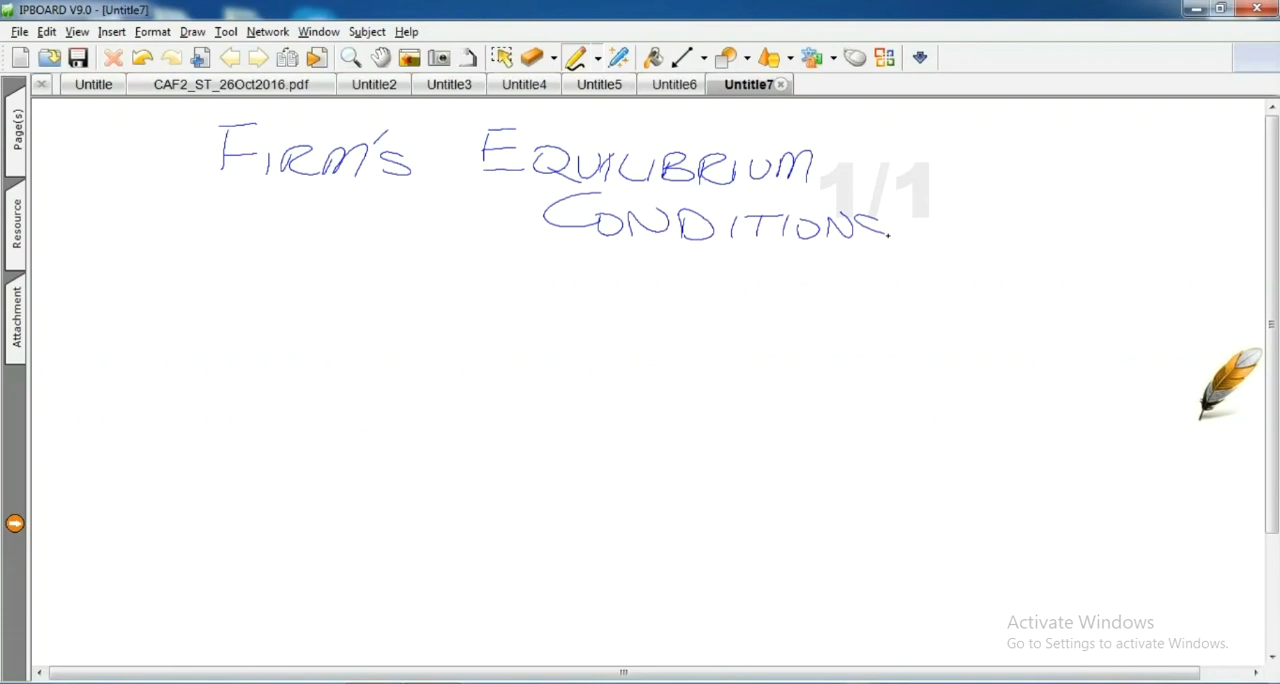 IPBOARD V9.0 - [Untitle7]
File Edit View Insert Format Draw Tool Network Window Subject Help
Untitle CAF2_ST_26Oct2016.pdf Untitle2 Untitle3 Untitle4 Untitle5 Untitle6 Untitle7
Page(s)
Resource
Attachment
FIRM'S EQUILIBRIUM
CONDITIONS
1/1
Activate Windows
Go to Settings to activate Windows.